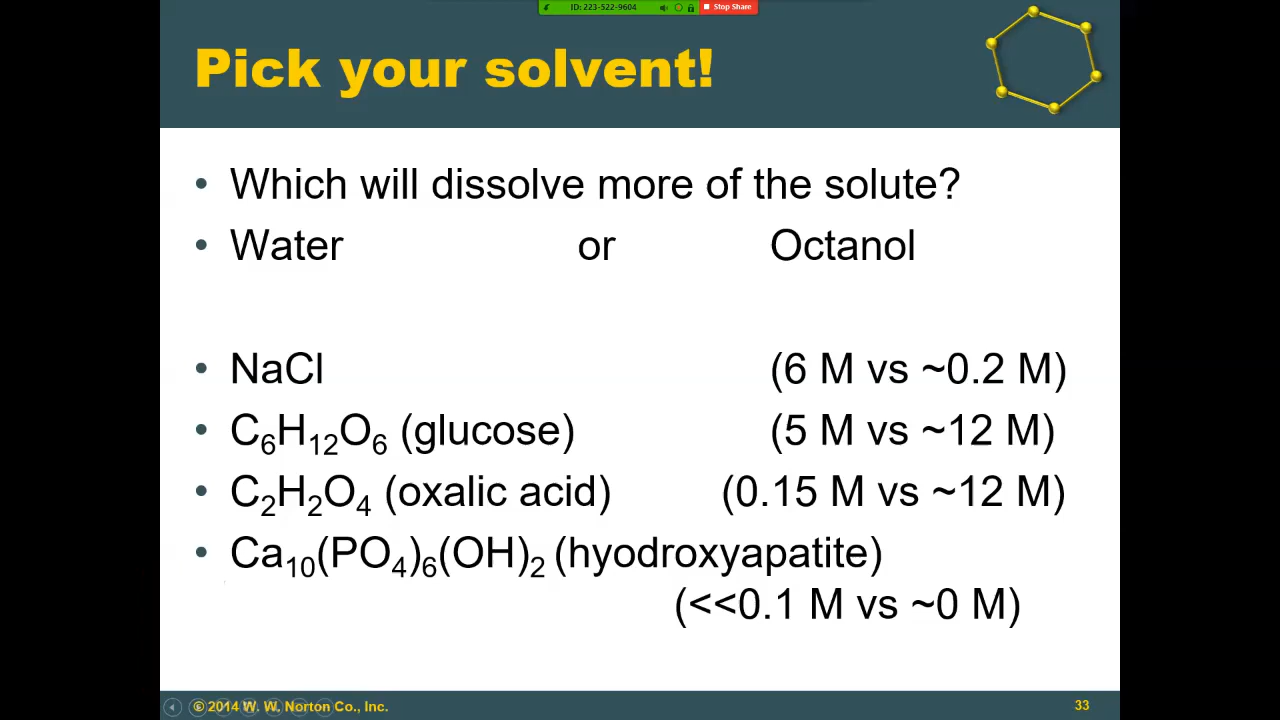 ID: 223-522-9604 Stop Share
Pick your solvent!
• Which will dissolve more of the solute?
• Water or Octanol
• NaCl (6 M vs ~0.2 M)
• C₆H₁₂O₆ (glucose) (5 M vs ~12 M)
• C₂H₂O₄ (oxalic acid) (0.15 M vs ~12 M)
• Ca₁₀(PO₄)₆(OH)₂ (hyodroxyapatite)
(<<0.1 M vs ~0 M)
© 2014 W. W. Norton Co., Inc. 33